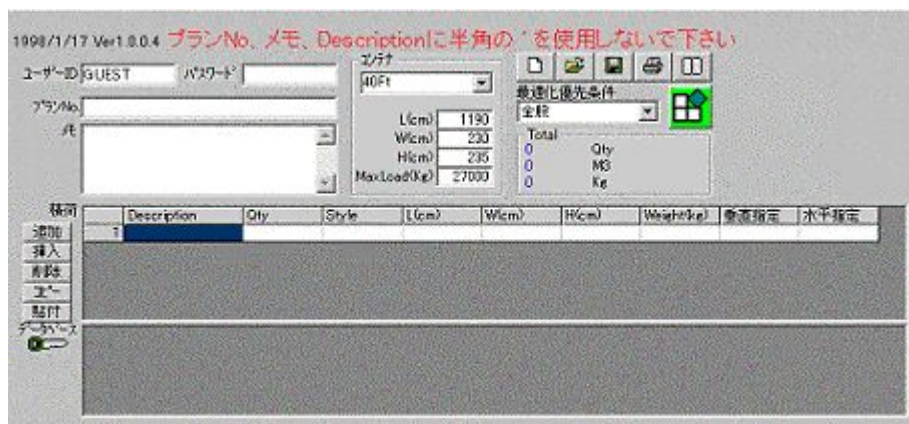 1998/1/17 Ver1.0.0.4 プランNo、メモ、Descriptionに半角の ' を使用しないで下さい
ユーザーID GUEST パスワード
プランNo.
メモ
コンテナ
40Ft
L(cm) 1190
W(cm) 230
H(cm) 235
MaxLoad(Kg) 27000
最適化優先条件
全般
Total
0 Qty
0 M3
0 Kg
積荷
Description Qty Style L(cm) W(cm) H(cm) Weight(kg) 垂直指定 水平指定
1
追加
挿入
削除
コピー
貼付
データベース